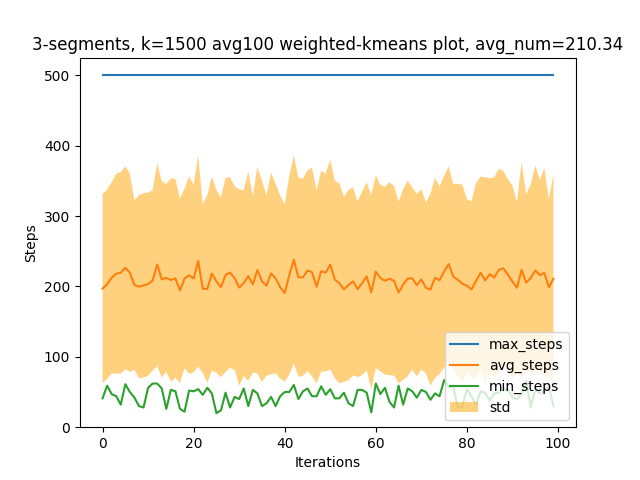 3-segments, k=1500 avg100 weighted-kmeans plot, avg_num=210.34
500
400
300
200
100
0
Steps
max_steps
avg_steps
min_steps
std
0 20 40 60 80 100
Iterations